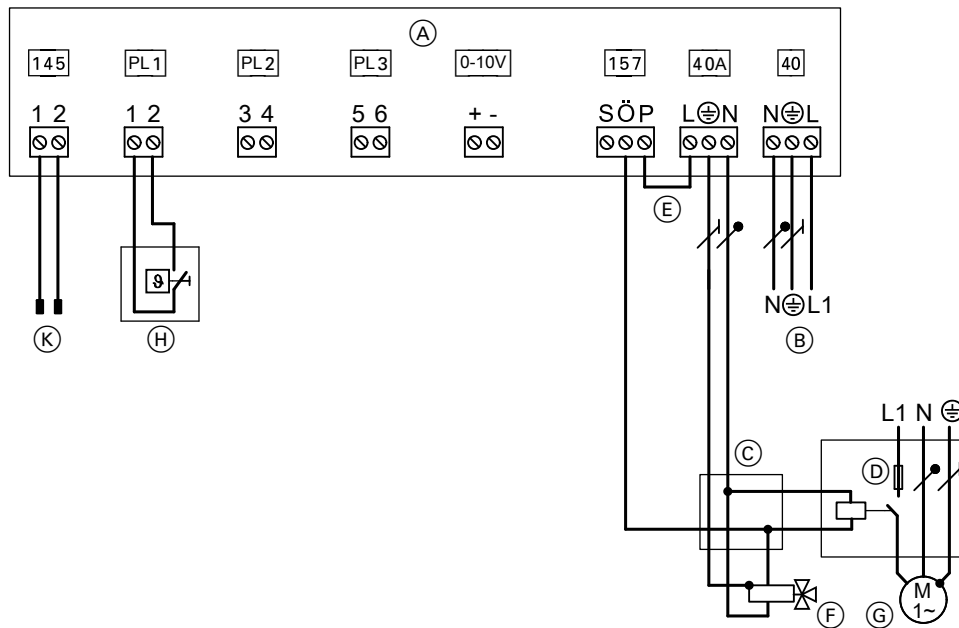 A
145 PL1 PL2 PL3 0-10V 157 40A 40
1 2 1 2 3 4 5 6 + - S Ö P L N N L
E
N L1
K H B
L1 N
C
D
ϑ
M
1~
F G